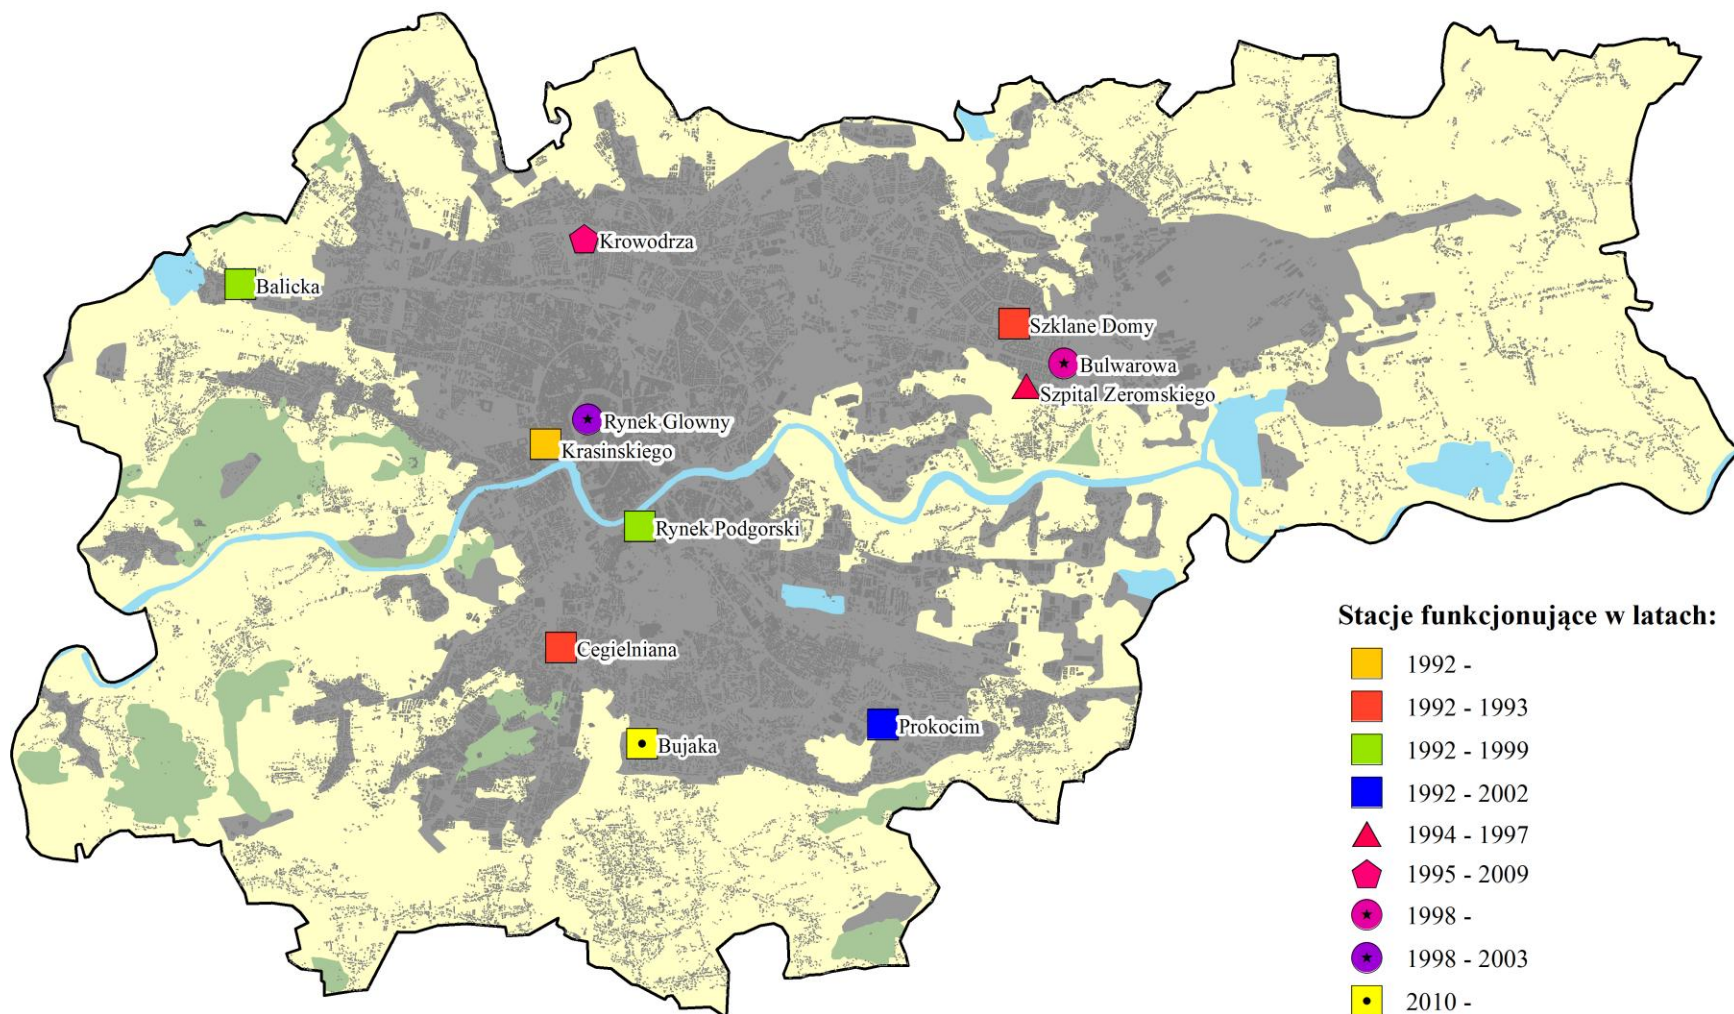 Krowodrza
Balicka
Szklane Domy
Bulwarowa
Szpital Zeromskiego
Rynek Glowny
Krasinskiego
Rynek Podgorski
Cegielniana
Prokocim
Bujaka
Stacje funkcjonujące w latach:
1992 -
1992 - 1993
1992 - 1999
1992 - 2002
1994 - 1997
1995 - 2009
1998 -
1998 - 2003
2010 -